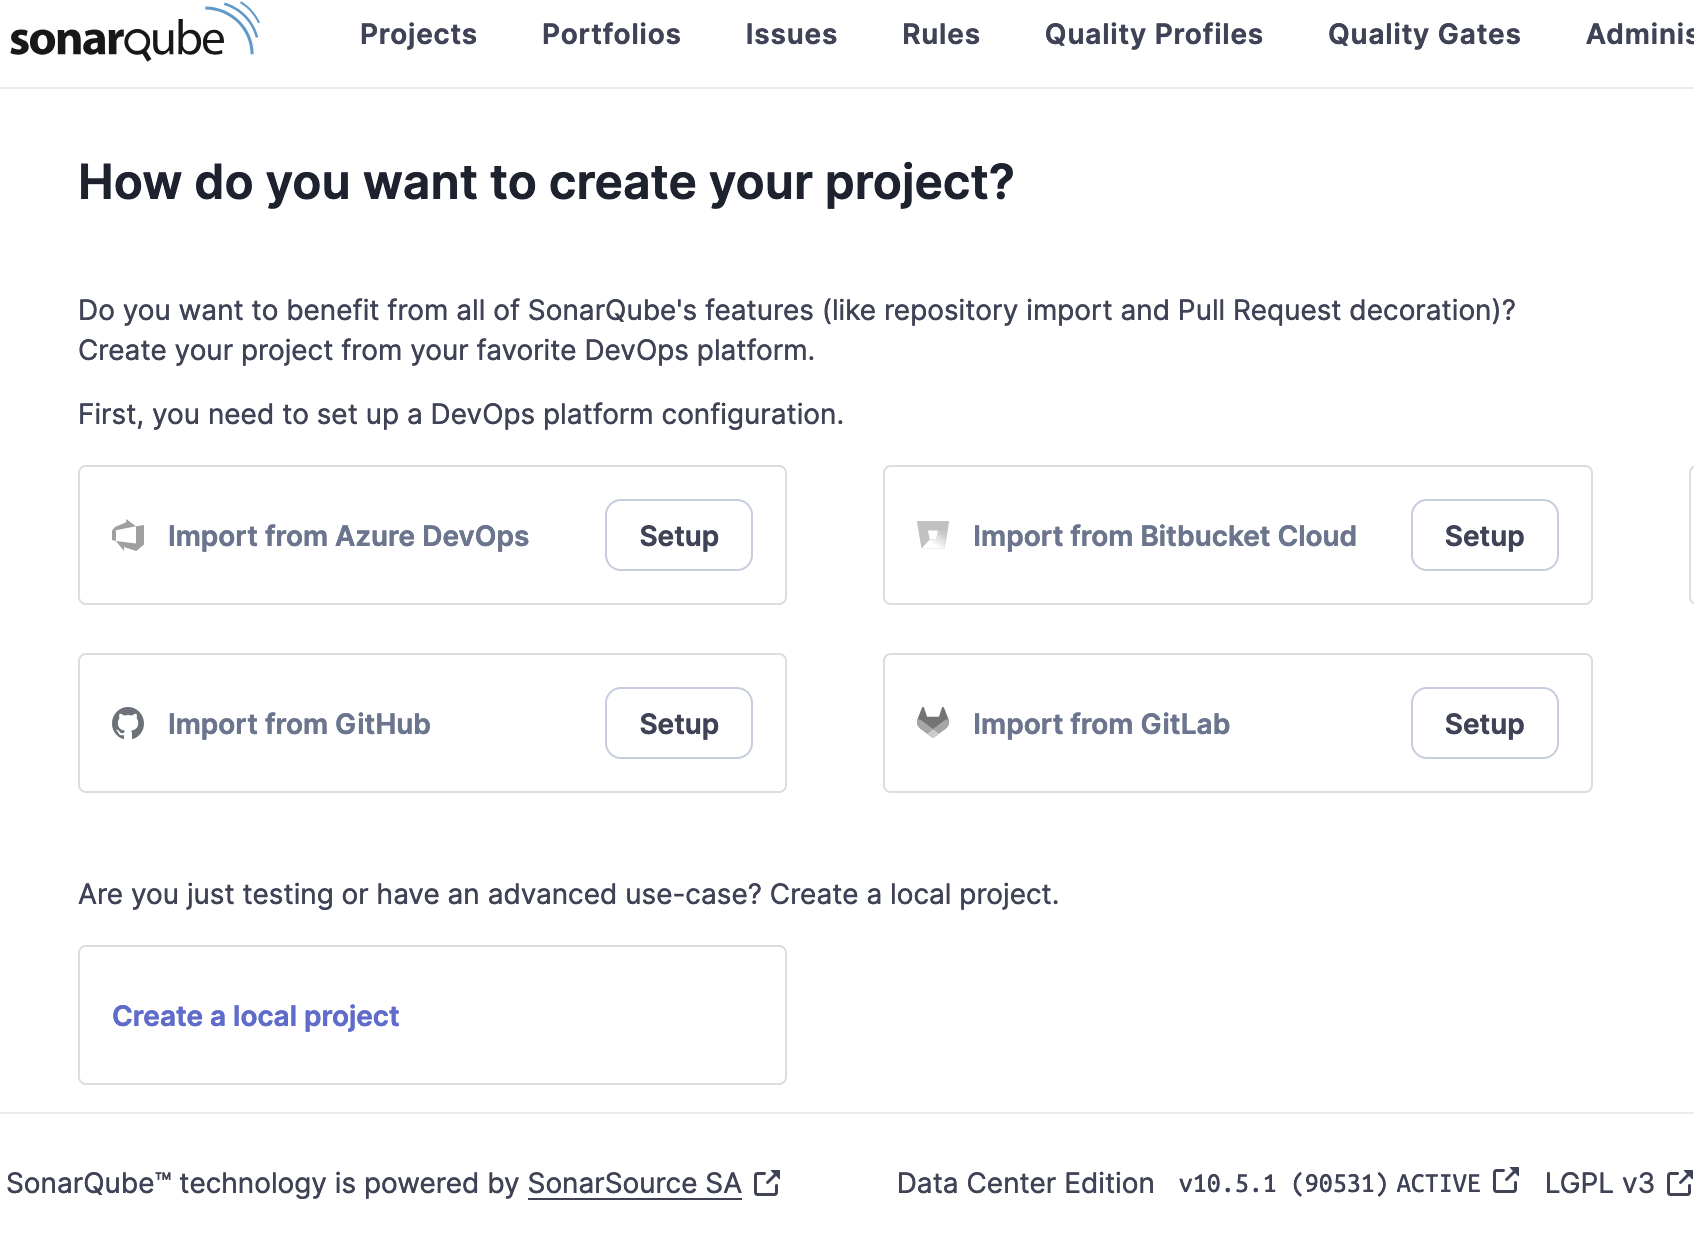 sonarqube
Projects Portfolios Issues Rules Quality Profiles Quality Gates
How do you want to create your project?
Do you want to benefit from all of SonarQube's features (like repository import and Pull Request decoration)?
Create your project from your favorite DevOps platform.
First, you need to set up a DevOps platform configuration.
Import from Azure DevOps Setup Import from Bitbucket Cloud Setup
Import from GitHub Setup Import from GitLab Setup
Are you just testing or have an advanced use-case? Create a local project.
Create a local project
SonarQube™ technology is powered by SonarSource SA Data Center Edition v10.5.1 (90531) ACTIVE LGPL v3